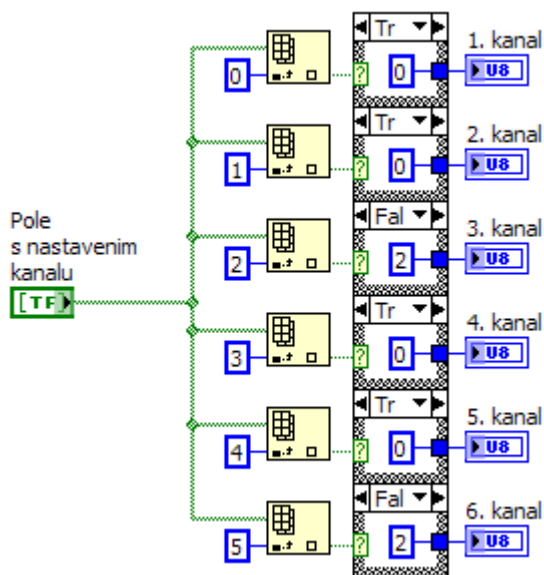 Tr
1. kanal
0
?
0
U8
Tr
2. kanal
1
?
0
U8
Pole
s nastavenim
kanalu
[TF]
Fal
3. kanal
2
?
2
U8
Tr
4. kanal
3
?
0
U8
Tr
5. kanal
4
?
0
U8
Fal
6. kanal
5
?
2
U8